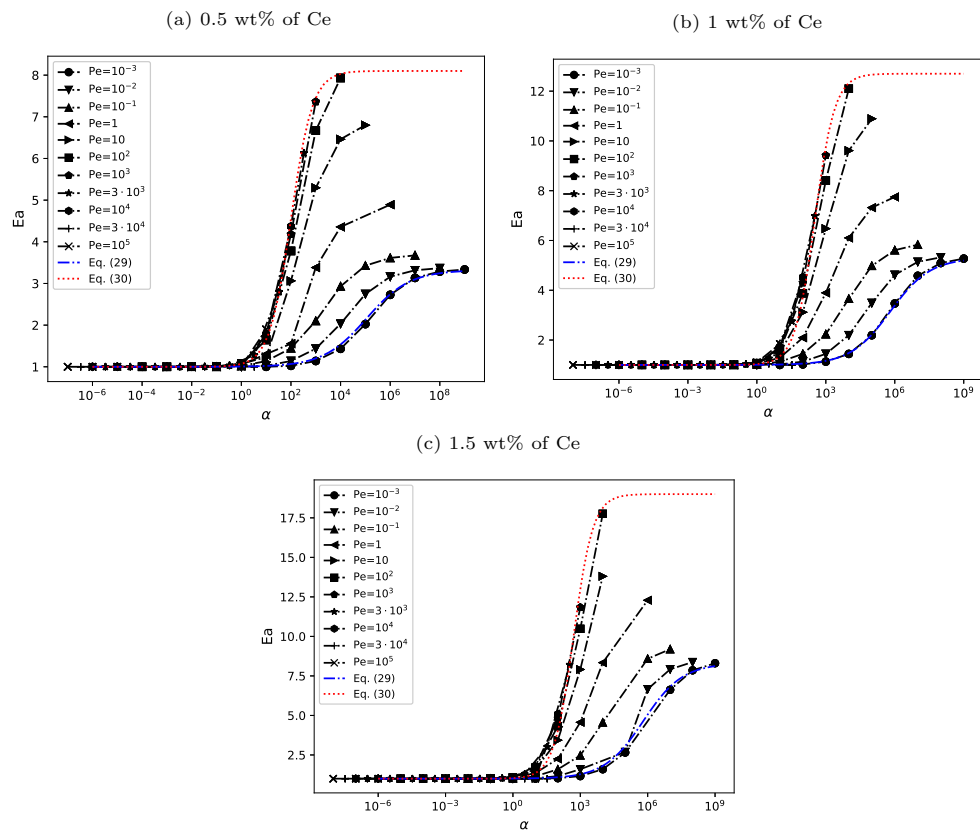 (a) 0.5 wt% of Ce
Ea
8
7
6
5
4
3
2
1
Pe=10⁻³
Pe=10⁻²
Pe=10⁻¹
Pe=1
Pe=10
Pe=10²
Pe=10³
Pe=3·10³
Pe=10⁴
Pe=3·10⁴
Pe=10⁵
Eq. (29)
Eq. (30)
10⁻⁶ 10⁻⁴ 10⁻² 10⁰ 10² 10⁴ 10⁶ 10⁸
α
(b) 1 wt% of Ce
Ea
12
10
8
6
4
2
Pe=10⁻³
Pe=10⁻²
Pe=10⁻¹
Pe=1
Pe=10
Pe=10²
Pe=10³
Pe=3·10³
Pe=10⁴
Pe=3·10⁴
Pe=10⁵
Eq. (29)
Eq. (30)
10⁻⁶ 10⁻³ 10⁰ 10³ 10⁶ 10⁹
α
(c) 1.5 wt% of Ce
Ea
17.5
15.0
12.5
10.0
7.5
5.0
2.5
Pe=10⁻³
Pe=10⁻²
Pe=10⁻¹
Pe=1
Pe=10
Pe=10²
Pe=10³
Pe=3·10³
Pe=10⁴
Pe=3·10⁴
Pe=10⁵
Eq. (29)
Eq. (30)
10⁻⁶ 10⁻³ 10⁰ 10³ 10⁶ 10⁹
α